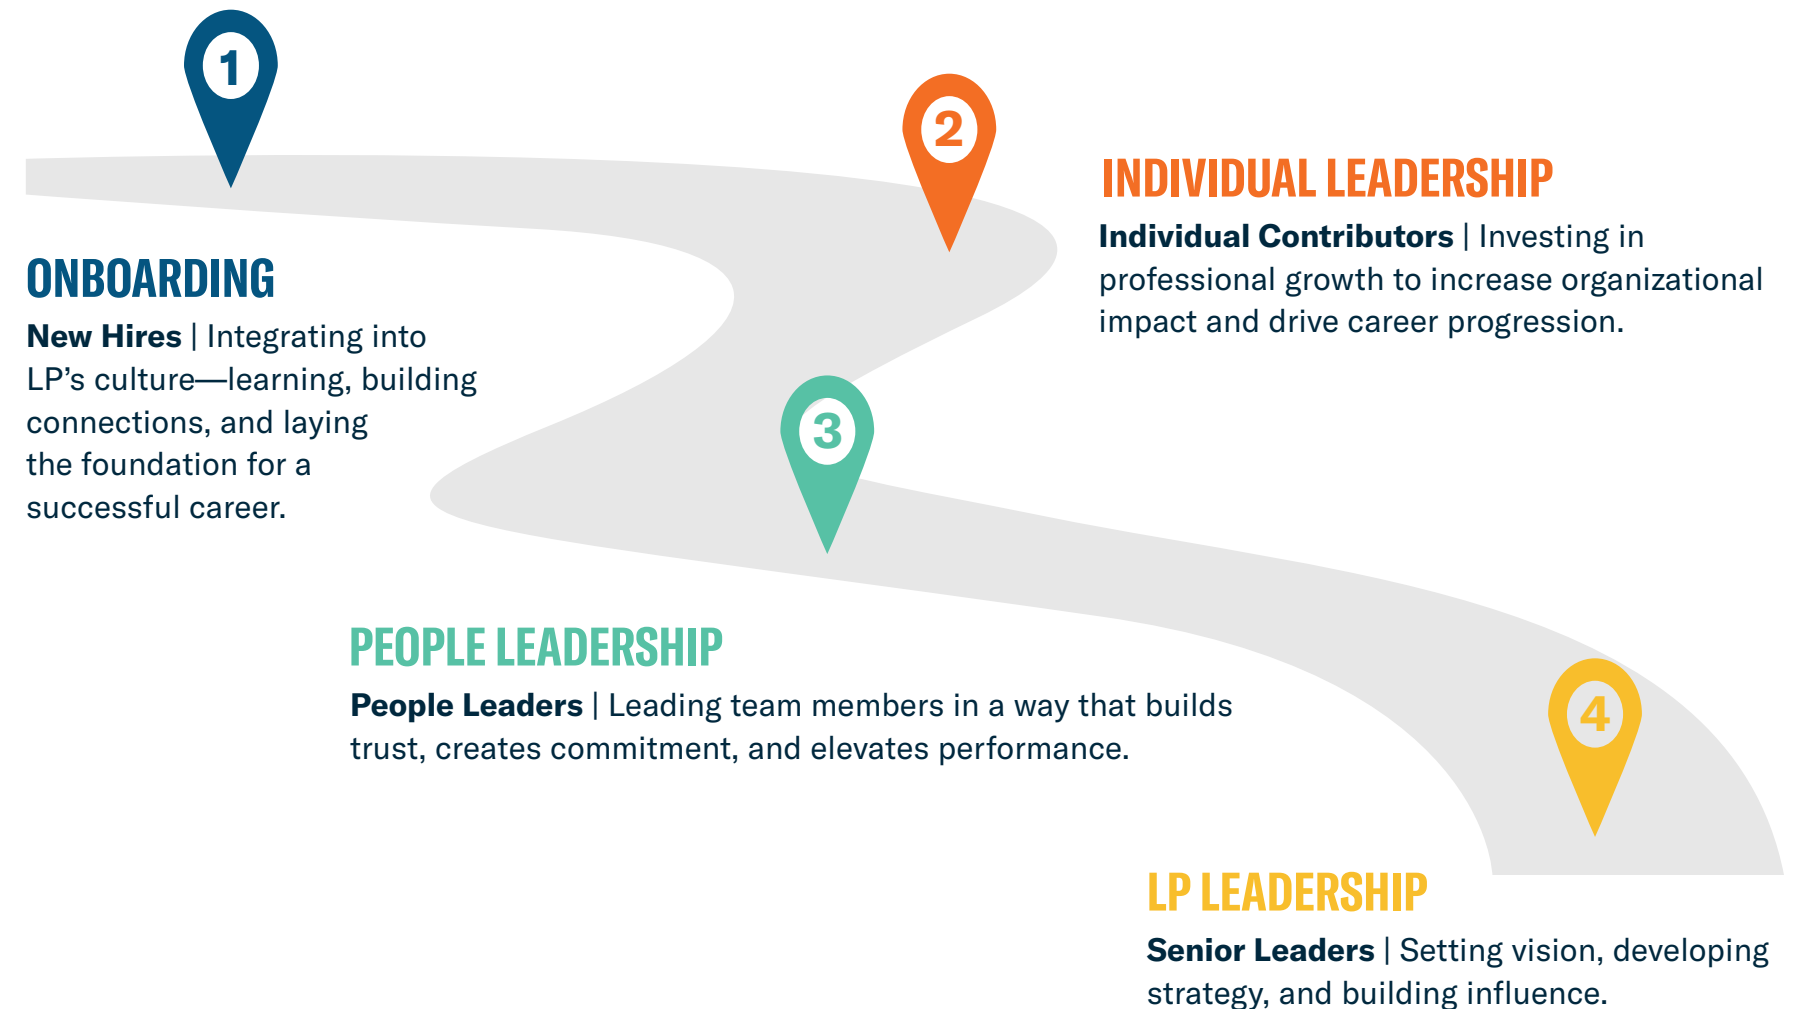 1
ONBOARDING
New Hires | Integrating into
LP’s culture—learning, building
connections, and laying
the foundation for a
successful career.
2
INDIVIDUAL LEADERSHIP
Individual Contributors | Investing in
professional growth to increase organizational
impact and drive career progression.
3
PEOPLE LEADERSHIP
People Leaders | Leading team members in a way that builds
trust, creates commitment, and elevates performance.
4
LP LEADERSHIP
Senior Leaders | Setting vision, developing
strategy, and building influence.